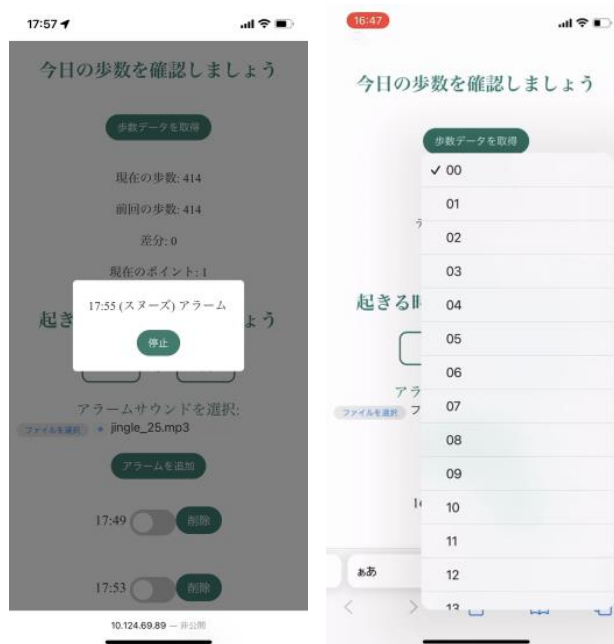 17:57
今日の歩数を確認しましょう
歩数データを取得
現在の歩数: 414
前回の歩数: 414
差分: 0
現在のポイント: 1
起き
ょう
17:55 (スヌーズ) アラーム
停止
アラームサウンドを選択:
ファイルを選択 jingle_25.mp3
アラームを追加
17:49 削除
17:53 削除
10.124.69.89 — 非公開
16:47
今日の歩数を確認しましょう
歩数データを取得
✓ 00
01
02
03
起きる時
04
05
06
アラ
07
ファイルを選択
08
09
10
11
ぁあ
12
13